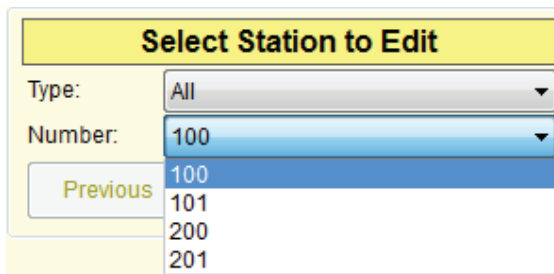 Select Station to Edit
Type: All
Number: 100
100
Previous
101
200
201